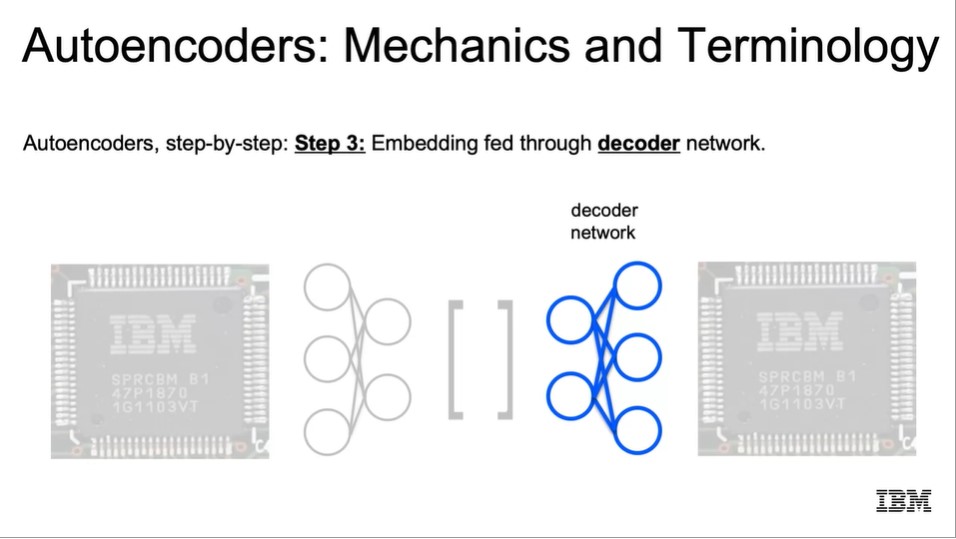 Autoencoders: Mechanics and Terminology
Autoencoders, step-by-step: Step 3: Embedding fed through decoder network.
decoder
network
IBM
SPRCBM B1
47P1870
1G1103VT
IBM
SPRCBM B1
47P1870
1G1103VT
IBM